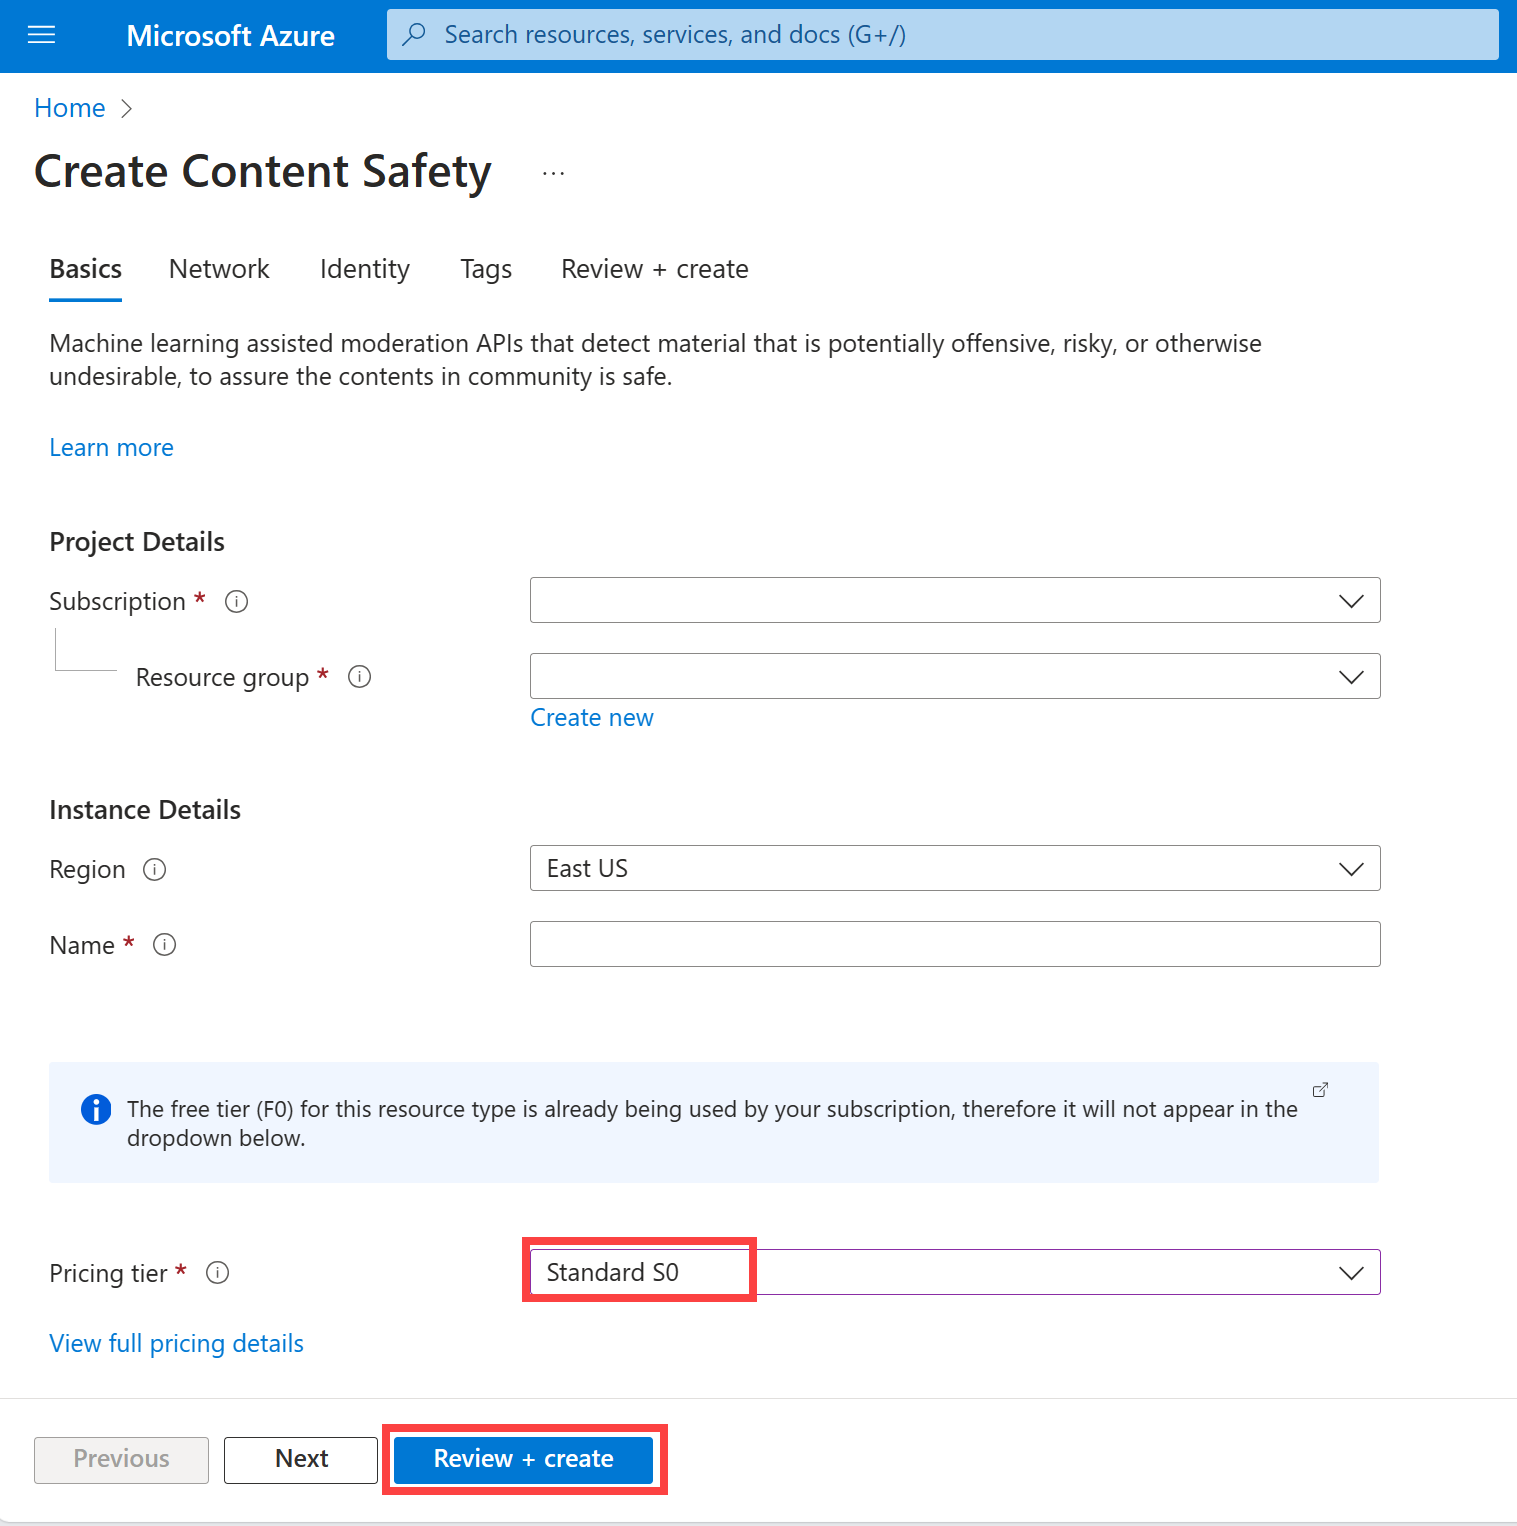 Microsoft Azure
Search resources, services, and docs (G+/)
Home
Create Content Safety
...
Basics Network Identity Tags Review + create
Machine learning assisted moderation APIs that detect material that is potentially offensive, risky, or otherwise
undesirable, to assure the contents in community is safe.
Learn more
Project Details
Subscription *
Resource group *
Create new
Instance Details
Region
East US
Name *
The free tier (F0) for this resource type is already being used by your subscription, therefore it will not appear in the
dropdown below.
Pricing tier *
Standard S0
View full pricing details
Previous
Next
Review + create